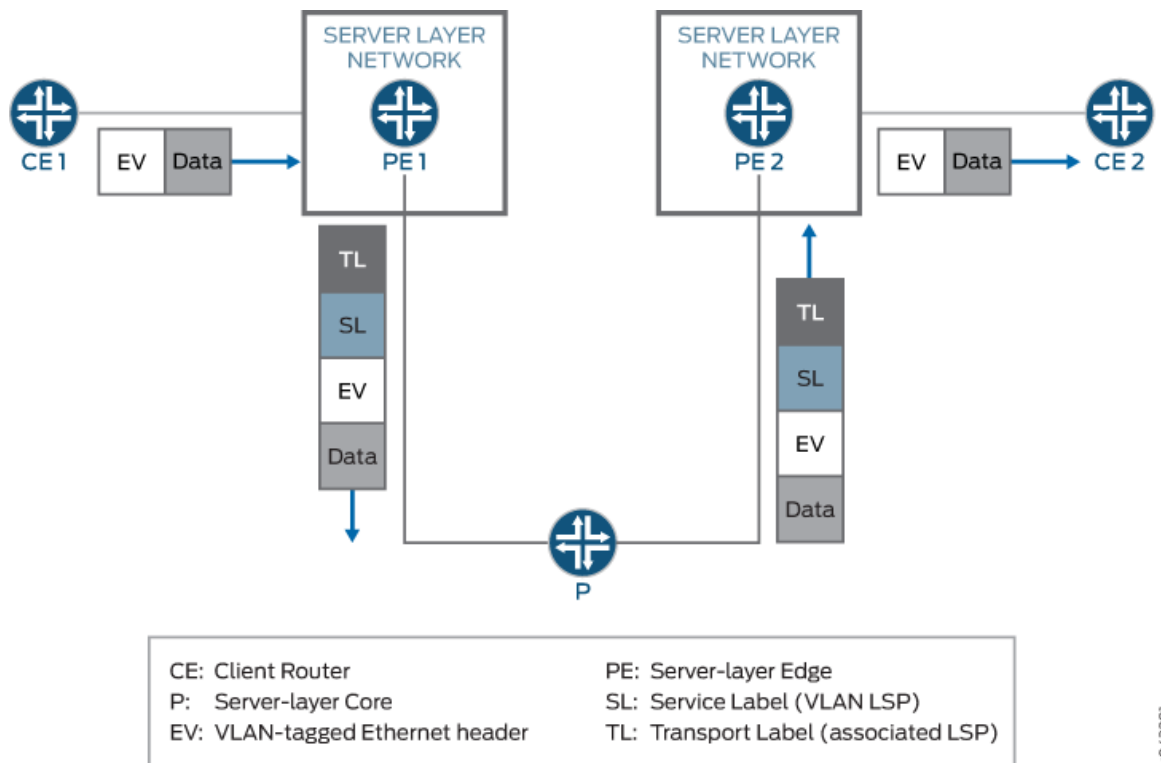 SERVER LAYER
NETWORK
SERVER LAYER
NETWORK
CE 1
EV
Data
PE 1
PE 2
EV
Data
CE 2
TL
SL
EV
Data
TL
SL
EV
Data
P
CE: Client Router
P: Server-layer Core
EV: VLAN-tagged Ethernet header
PE: Server-layer Edge
SL: Service Label (VLAN LSP)
TL: Transport Label (associated LSP)